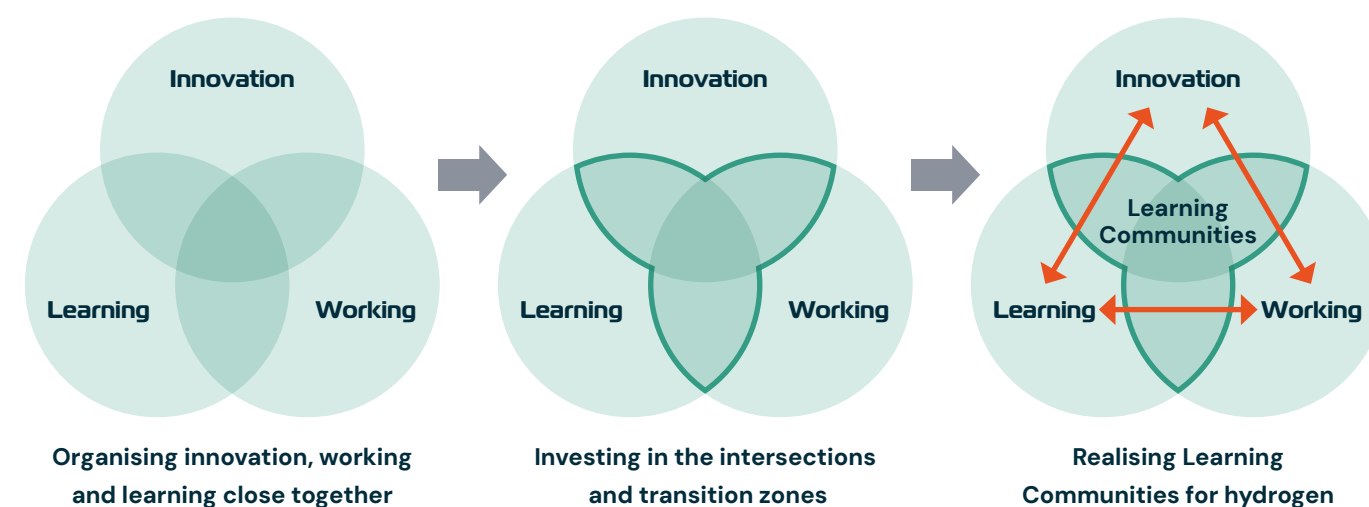 Innovation
Learning
Working
Organising innovation, working
and learning close together
Innovation
Learning
Working
Investing in the intersections
and transition zones
Innovation
Learning
Communities
Learning
Working
Realising Learning
Communities for hydrogen